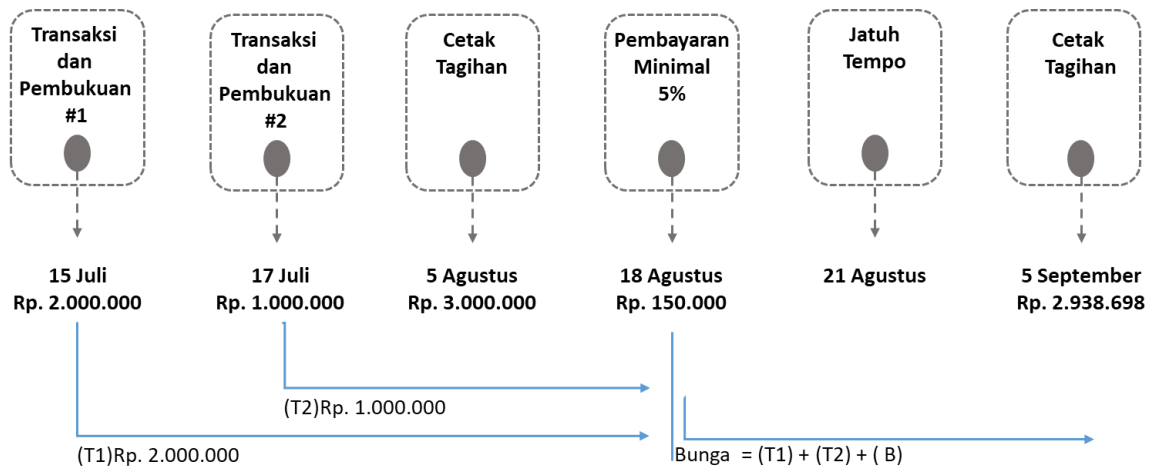 Transaksi
dan
Pembukuan
#1
Transaksi
dan
Pembukuan
#2
Cetak
Tagihan
Pembayaran
Minimal
5%
Jatuh
Tempo
Cetak
Tagihan
15 Juli
Rp. 2.000.000
17 Juli
Rp. 1.000.000
5 Agustus
Rp. 3.000.000
18 Agustus
Rp. 150.000
21 Agustus
5 September
Rp. 2.938.698
(T2)Rp. 1.000.000
(T1)Rp. 2.000.000
Bunga = (T1) + (T2) + ( B)